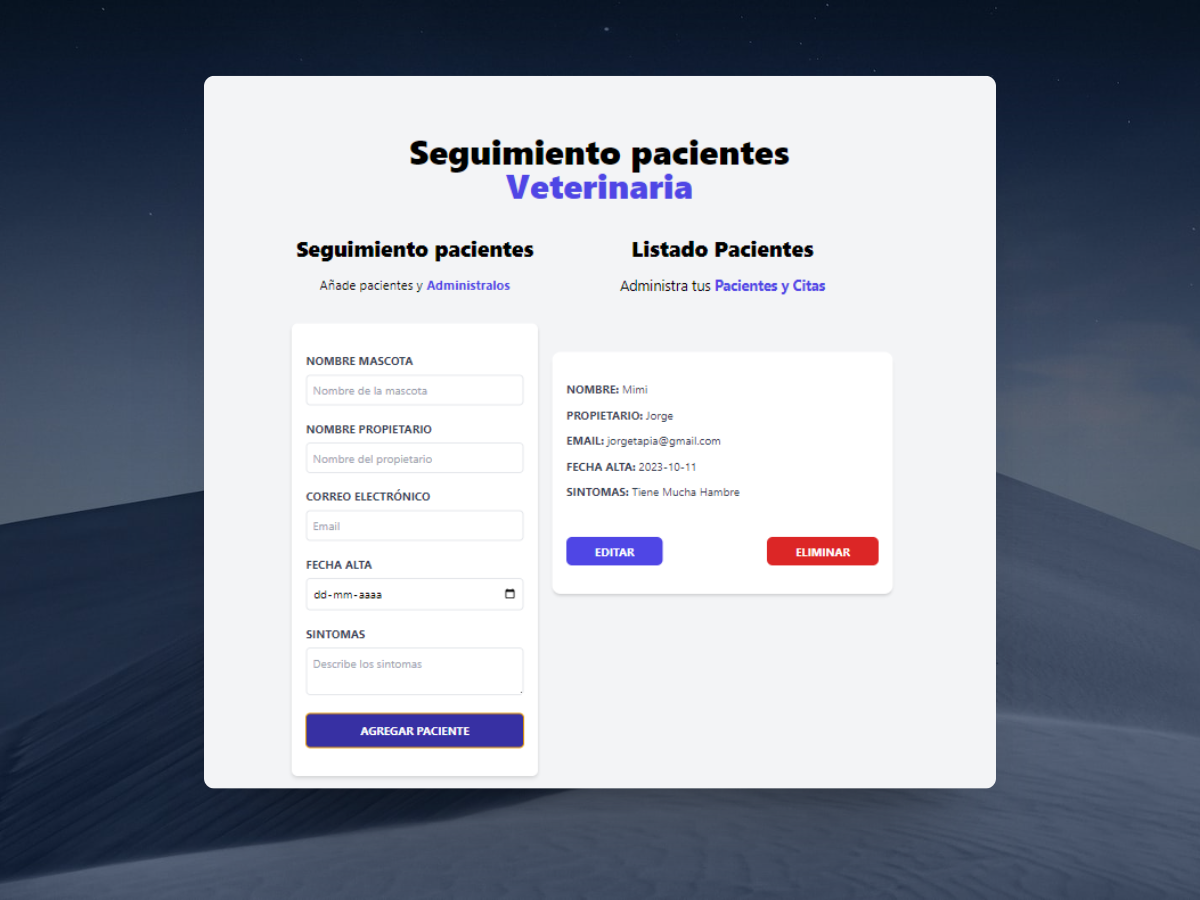 Seguimiento pacientes
Veterinaria
Seguimiento pacientes
Añade pacientes y Administralos
NOMBRE MASCOTA
Nombre de la mascota
NOMBRE PROPIETARIO
Nombre del propietario
CORREO ELECTRÓNICO
Email
FECHA ALTA
dd-mm-aaaa
SINTOMAS
Describe los sintomas
AGREGAR PACIENTE
Listado Pacientes
Administra tus Pacientes y Citas
NOMBRE: Mimi
PROPIETARIO: Jorge
EMAIL: jorgetapia@gmail.com
FECHA ALTA: 2023-10-11
SINTOMAS: Tiene Mucha Hambre
EDITAR
ELIMINAR